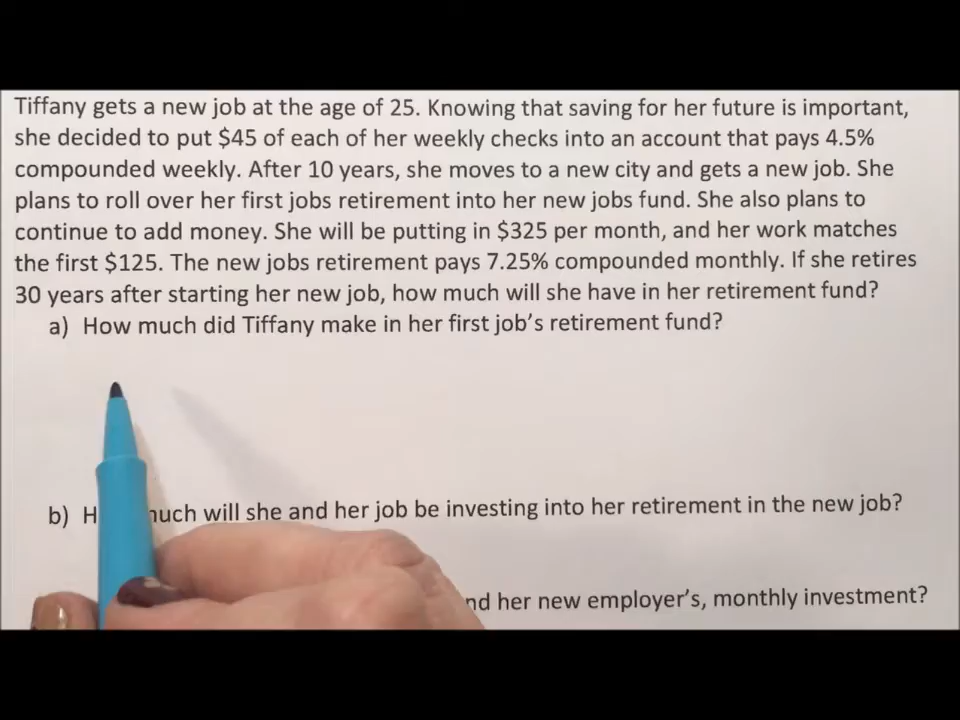 Tiffany gets a new job at the age of 25. Knowing that saving for her future is important,
she decided to put $45 of each of her weekly checks into an account that pays 4.5%
compounded weekly. After 10 years, she moves to a new city and gets a new job. She
plans to roll over her first jobs retirement into her new jobs fund. She also plans to
continue to add money. She will be putting in $325 per month, and her work matches
the first $125. The new jobs retirement pays 7.25% compounded monthly. If she retires
30 years after starting her new job, how much will she have in her retirement fund?
a) How much did Tiffany make in her first job's retirement fund?
b) H much will she and her job be investing into her retirement in the new job?
her new employer's, monthly investment?